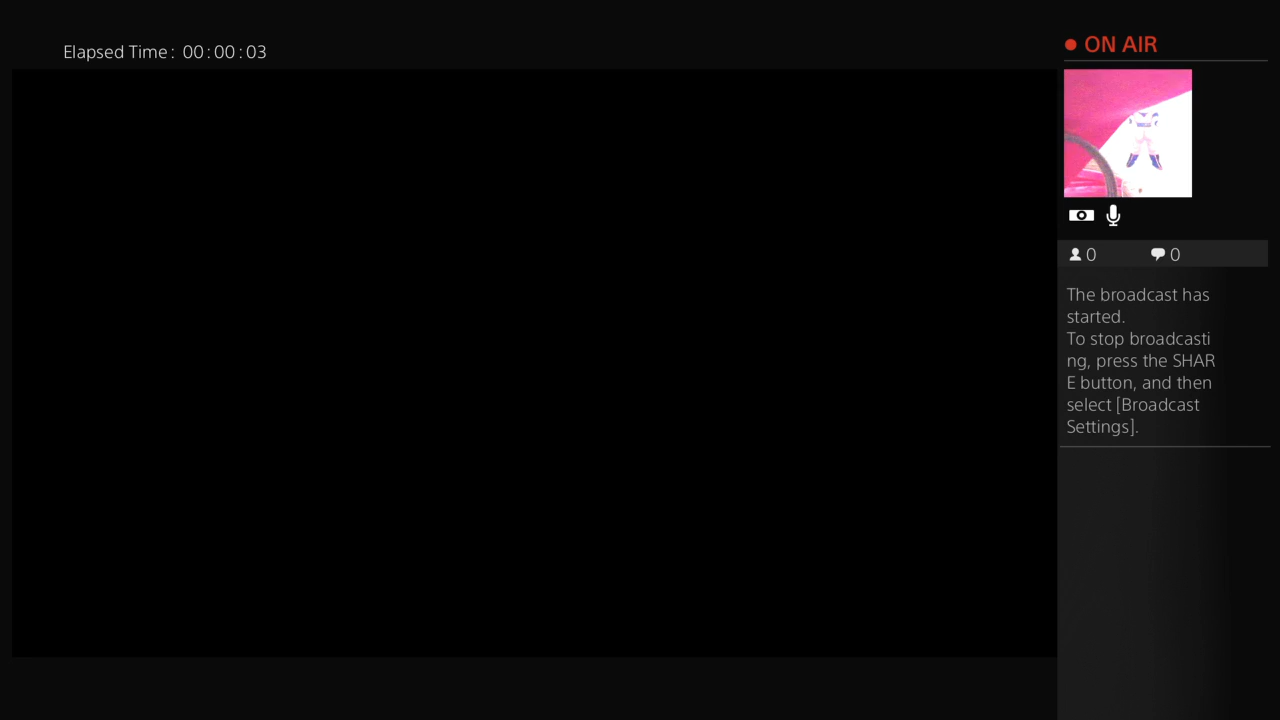 Elapsed Time: 00:00:03
ON AIR
0 0
The broadcast has
started.
To stop broadcasti
ng, press the SHAR
E button, and then
select [Broadcast
Settings].